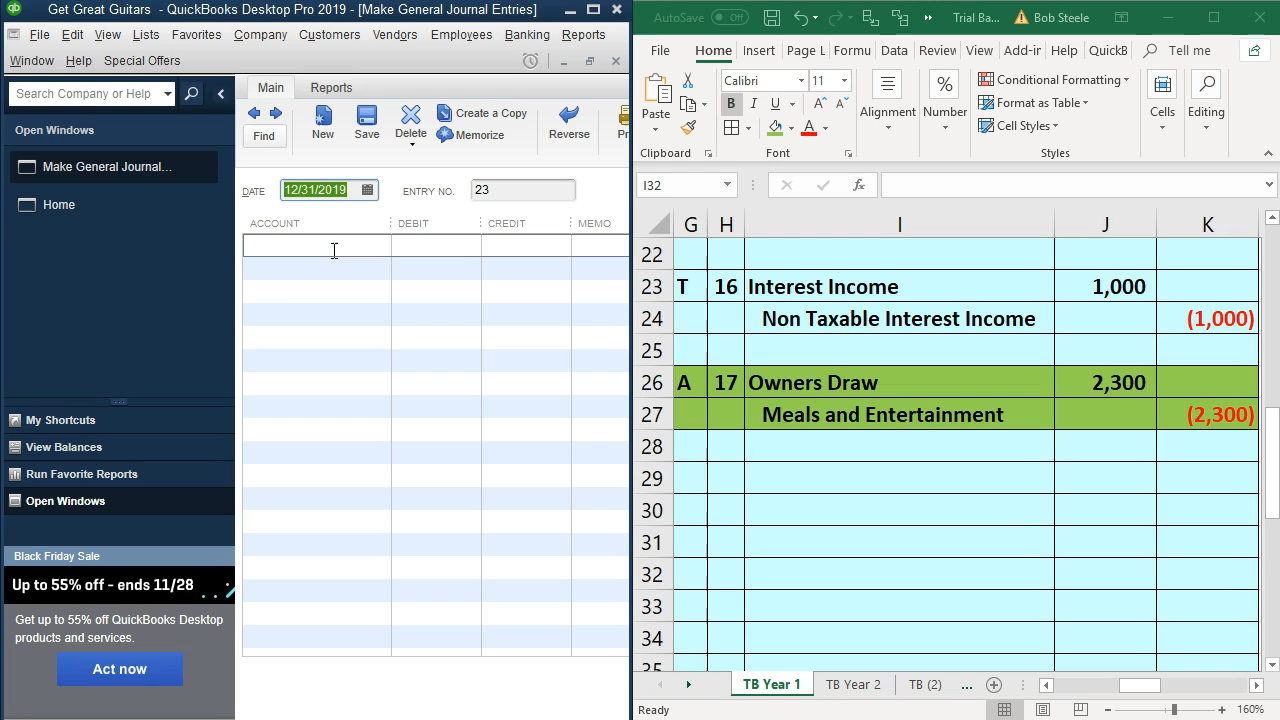 Get Great Guitars - QuickBooks Desktop Pro 2019 - [Make General Journal Entries]
File Edit View Lists Favorites Company Customers Vendors Employees Banking Reports
Window Help Special Offers
Search Company or Help
Open Windows
Make General Journal...
Home
My Shortcuts
View Balances
Run Favorite Reports
Open Windows
Black Friday Sale
Up to 55% off - ends 11/28
Get up to 55% off QuickBooks Desktop
products and services.
Act now
Main Reports
Find New Save Delete Create a Copy Memorize Reverse
DATE 12/31/2019 ENTRY NO. 23
ACCOUNT DEBIT CREDIT MEMO
AutoSave Off Trial Ba... Bob Steele
File Home Insert Page L Formu Data Review View Add-ir Help QuickB Tell me
Paste Calibri 11 Alignment Number Conditional Formatting Cells Editing
B I U A A Format as Table
A Cell Styles
Clipboard Font Styles
I32 fx
G H I J K
22
23 T 16 Interest Income 1,000
24 Non Taxable Interest Income (1,000)
25
26 A 17 Owners Draw 2,300
27 Meals and Entertainment (2,300)
28
29
30
31
32
33
34
35
TB Year 1 TB Year 2 TB (2) ...
Ready 160%